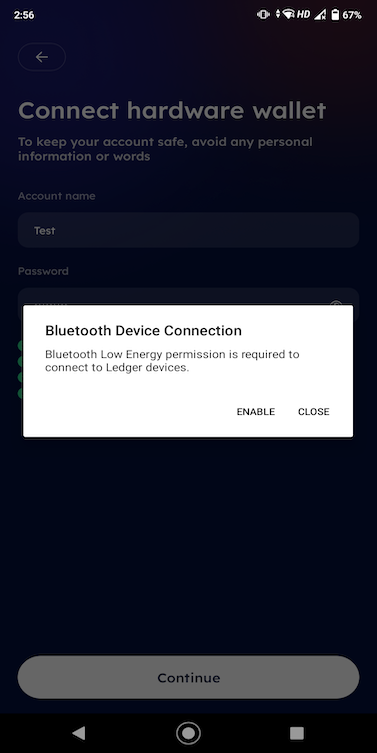 2:56
HD
67%
Connect hardware wallet
To keep your account safe, avoid any personal
information or words
Account name
Test
Password
Bluetooth Device Connection
Bluetooth Low Energy permission is required to
connect to Ledger devices.
ENABLE
CLOSE
Continue